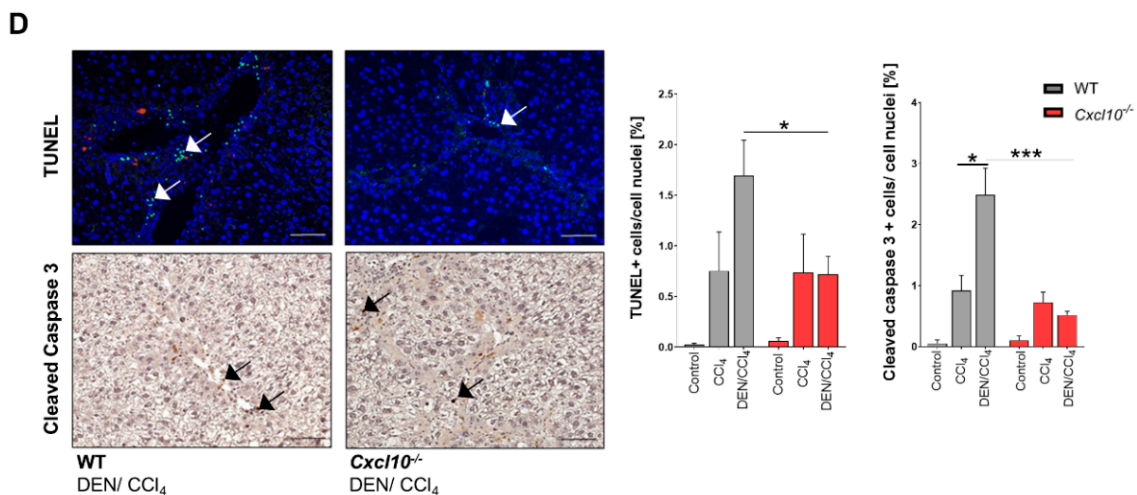 D
TUNEL
Cleaved Caspase 3
WT
DEN/ CCl₄
Cxcl10⁻/⁻
DEN/ CCl₄
TUNEL+ cells/cell nuclei [%]
2.5
2.0
1.5
1.0
0.5
0.0
*
Control
CCl₄
DEN/CCl₄
Control
CCl₄
DEN/CCl₄
Cleaved caspase 3 + cells/ cell nuclei [%]
4
3
2
1
0
*
***
Control
CCl₄
DEN/CCl₄
Control
CCl₄
DEN/CCl₄
WT
Cxcl10⁻/⁻